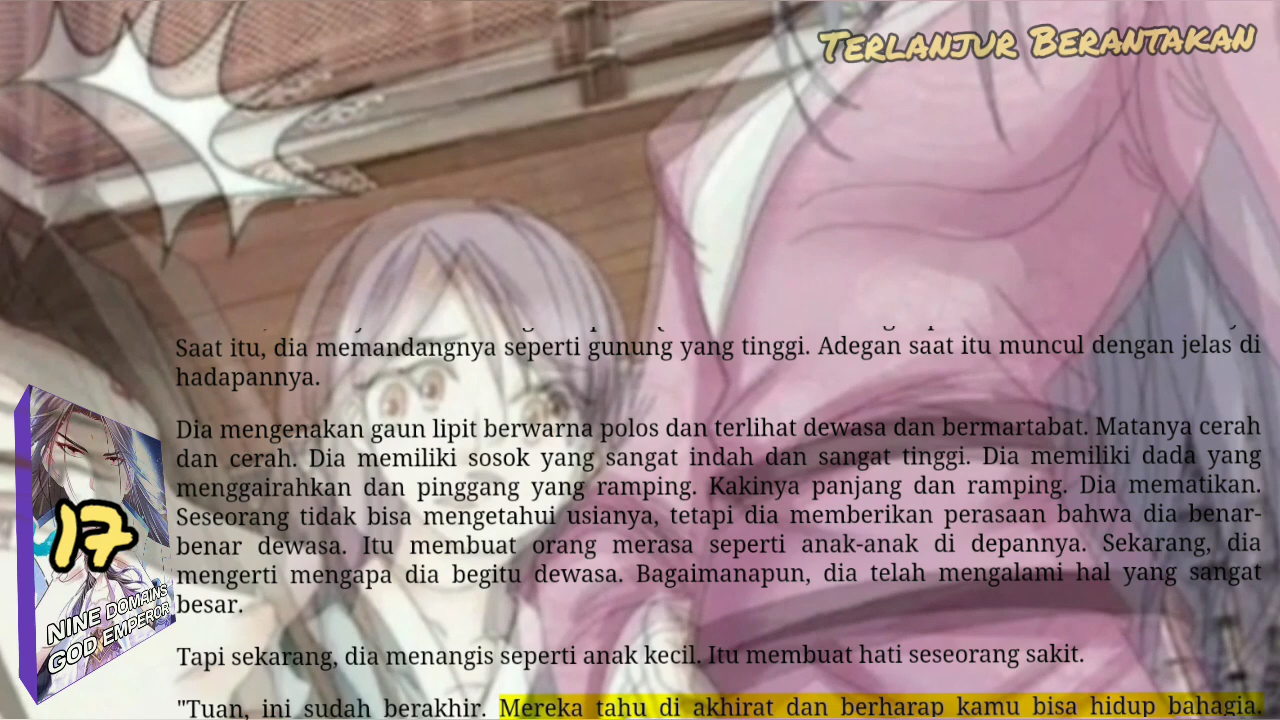 Terlanjur Berantakan
Saat itu, dia memandangnya seperti gunung yang tinggi. Adegan saat itu muncul dengan jelas di
hadapannya.
Dia mengenakan gaun lipit berwarna polos dan terlihat dewasa dan bermartabat. Matanya cerah
dan cerah. Dia memiliki sosok yang sangat indah dan sangat tinggi. Dia memiliki dada yang
menggairahkan dan pinggang yang ramping. Kakinya panjang dan ramping. Dia mematikan.
Seseorang tidak bisa mengetahui usianya, tetapi dia memberikan perasaan bahwa dia benar-
benar dewasa. Itu membuat orang merasa seperti anak-anak di depannya. Sekarang, dia
mengerti mengapa dia begitu dewasa. Bagaimanapun, dia telah mengalami hal yang sangat
besar.
Tapi sekarang, dia menangis seperti anak kecil. Itu membuat hati seseorang sakit.
"Tuan, ini sudah berakhir. Mereka tahu di akhirat dan berharap kamu bisa hidup bahagia.
17
NINE DOMAINS
GOD EMPEROR